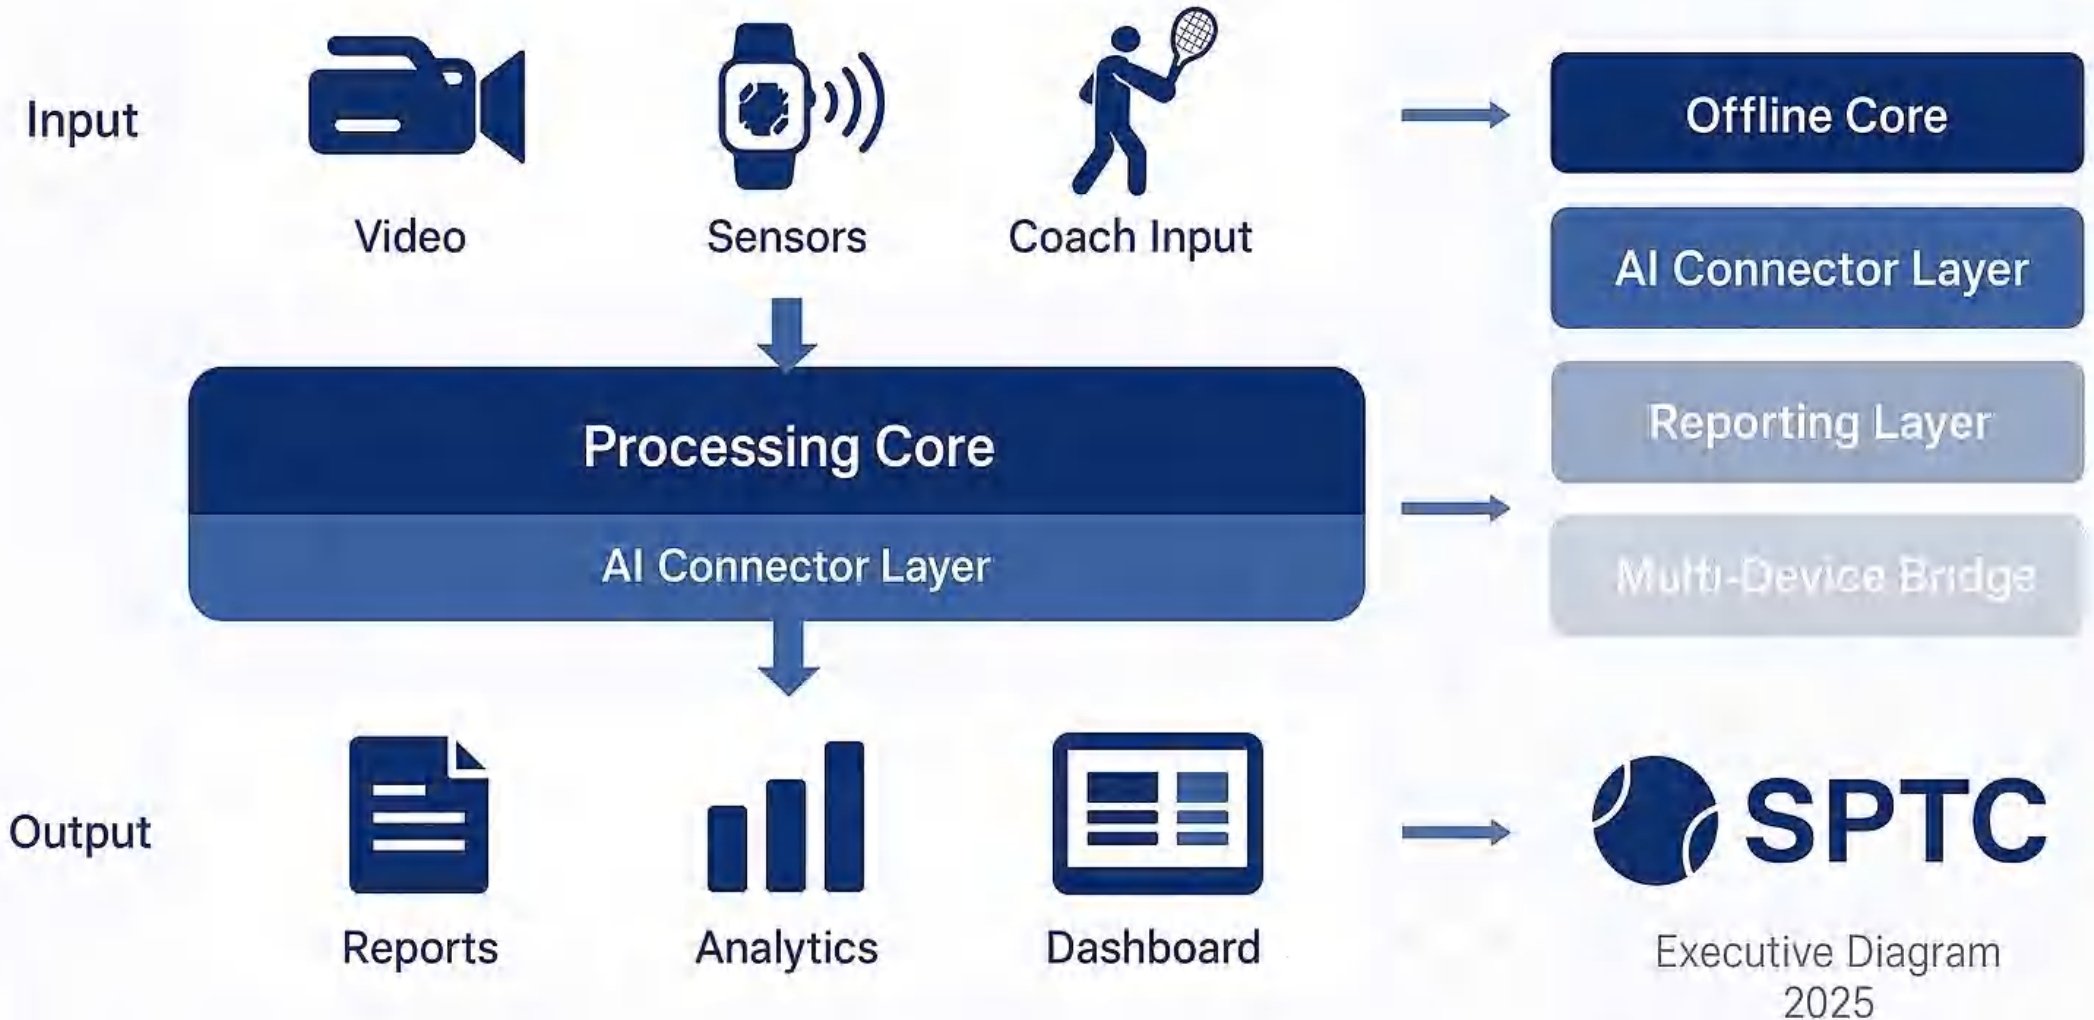 Input
Video
Sensors
Coach Input
Offline Core
AI Connector Layer
Reporting Layer
Multi-Device Bridge
Processing Core
AI Connector Layer
Output
Reports
Analytics
Dashboard
SPTC
Executive Diagram
2025